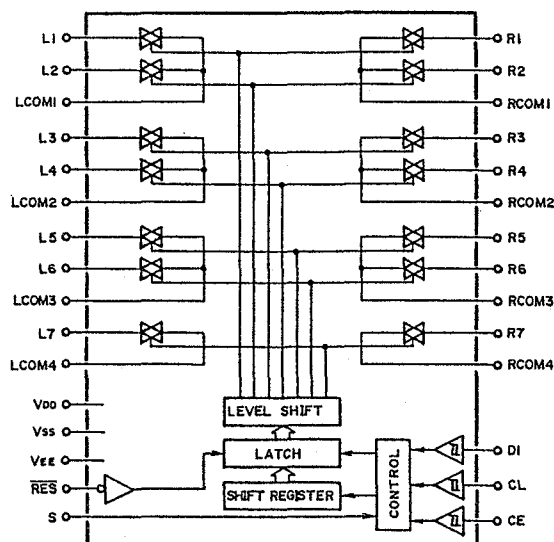 L1 R1
L2 R2
LCOM1 RCOM1
L3 R3
L4 R4
LCOM2 RCOM2
L5 R5
L6 R6
LCOM3 RCOM3
L7 R7
LCOM4 RCOM4
LEVEL SHIFT
VDD
VSS
LATCH
DI
VEE
CONTROL
RES
SHIFT REGISTER
CL
S
CE